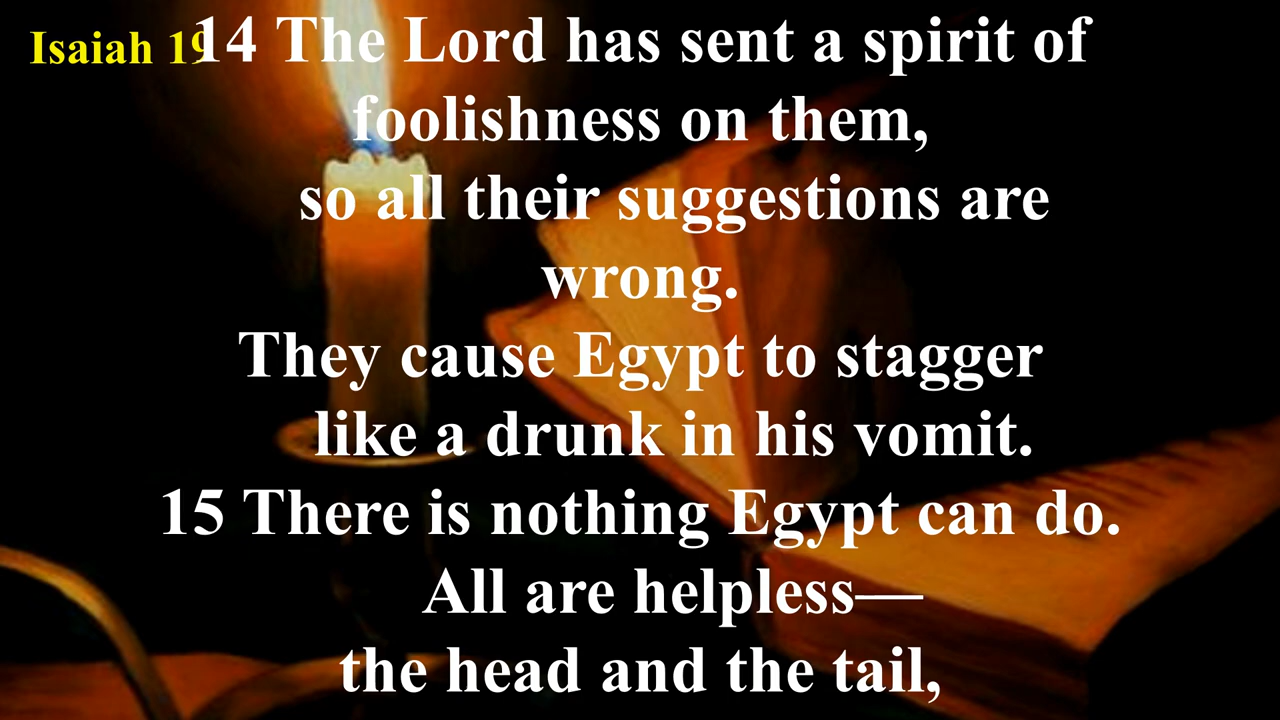 Isaiah 19
14 The Lord has sent a spirit of
foolishness on them,
so all their suggestions are
wrong.
They cause Egypt to stagger
like a drunk in his vomit.
15 There is nothing Egypt can do.
All are helpless—
the head and the tail,